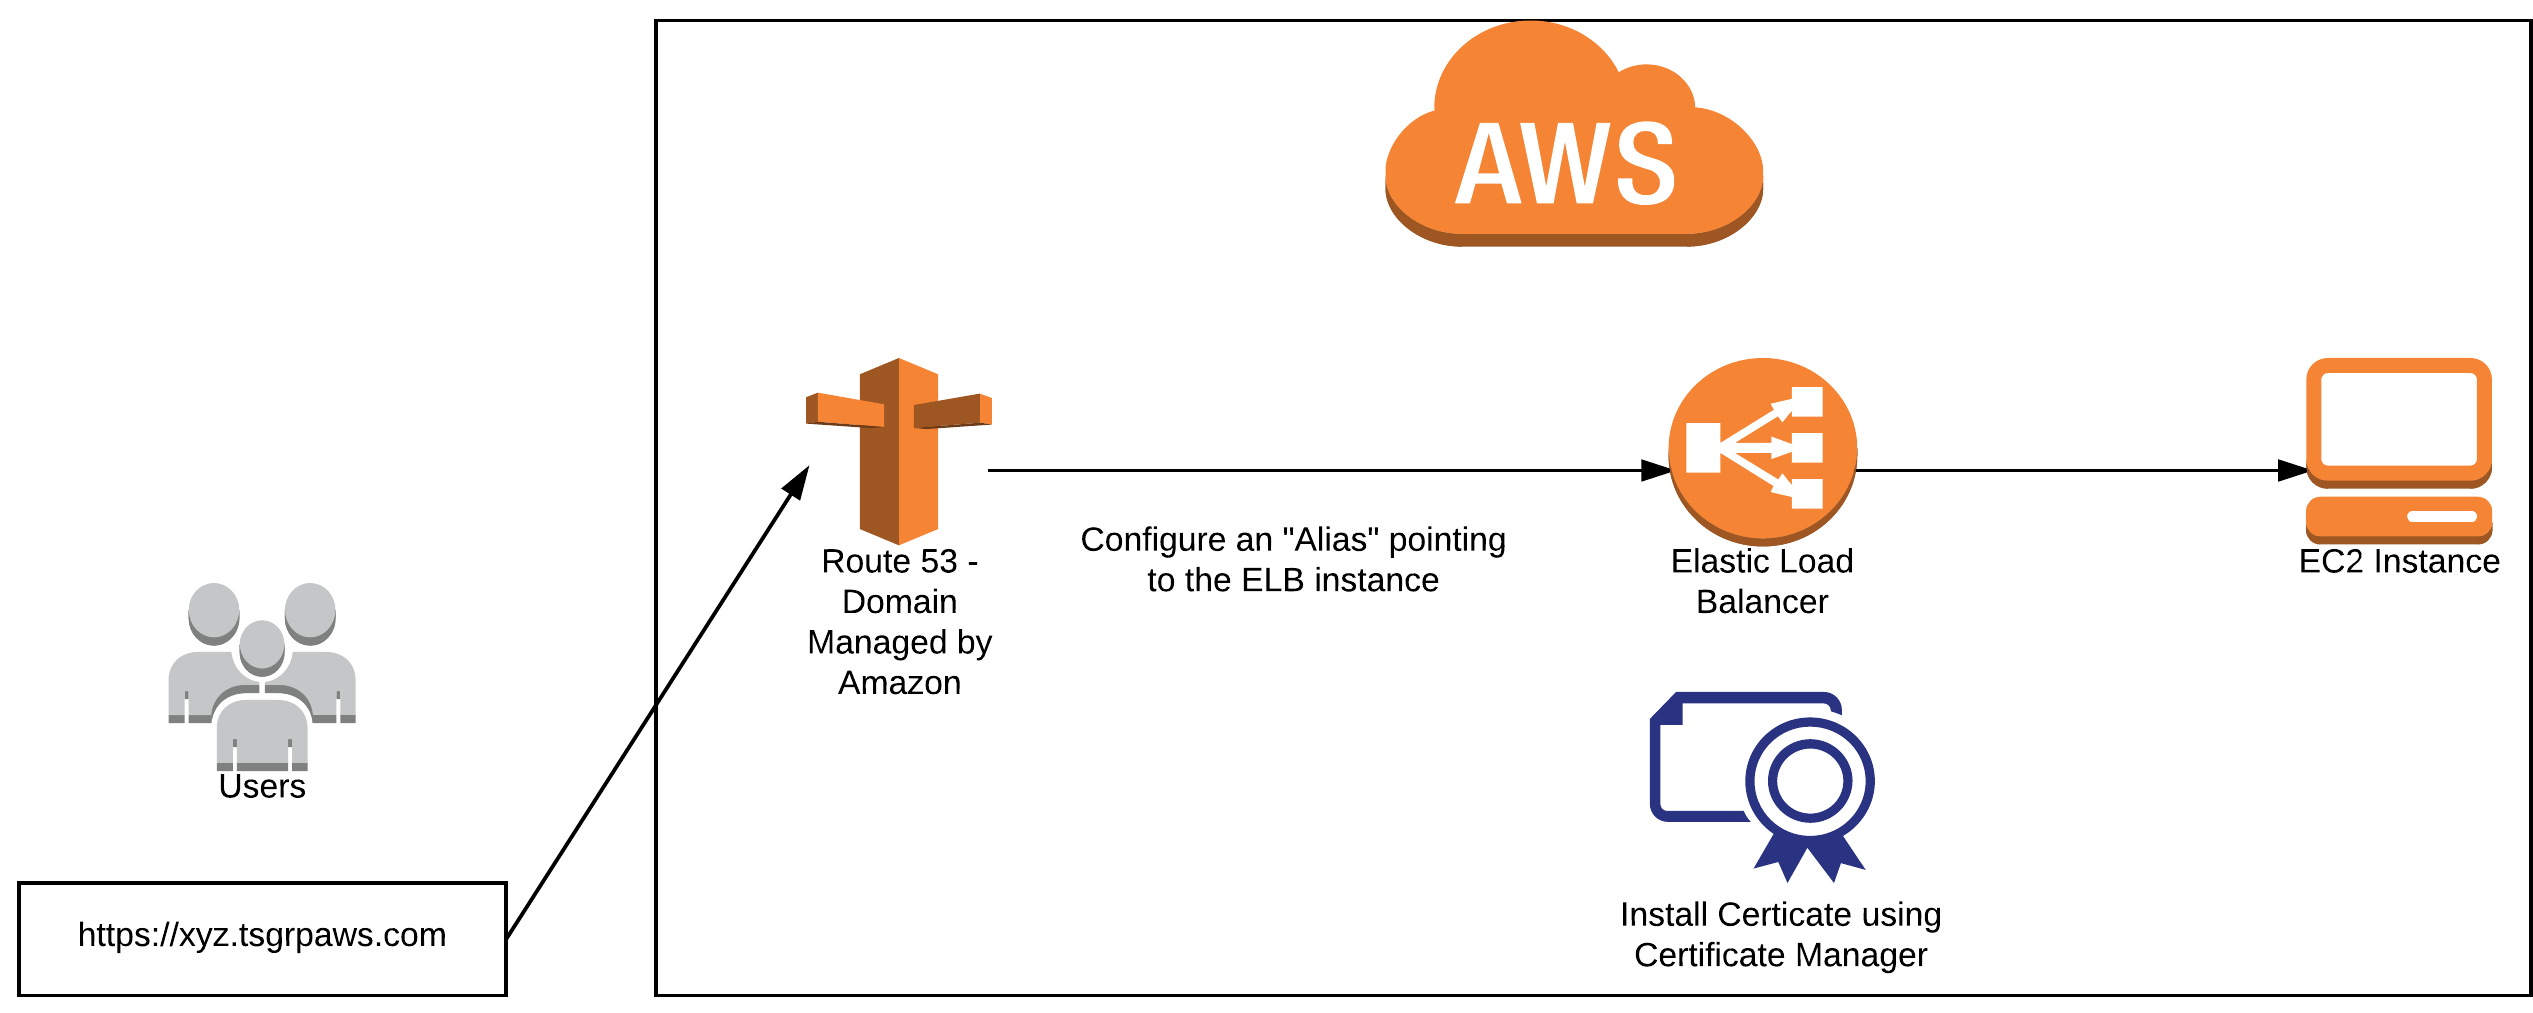 AWS
Route 53 -
Domain
Managed by
Amazon
Configure an "Alias" pointing
to the ELB instance
Elastic Load
Balancer
EC2 Instance
Users
https://xyz.tsgrpaws.com
Install Certicate using
Certificate Manager